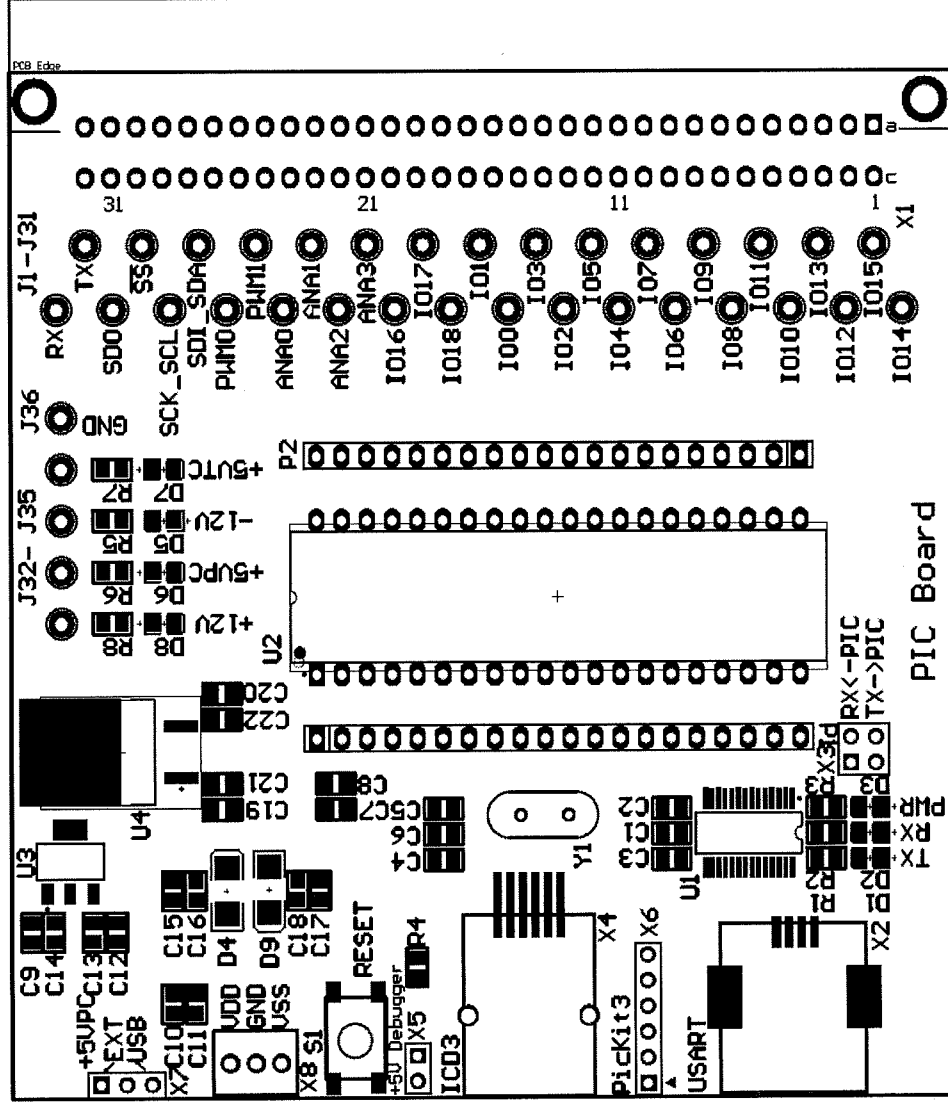 PCB Edge
a
c
31
21
11
1
X1
J1-J31
TX
SS
SDI_SDA
PWM1
ANA1
ANA3
IO17
IO1
IO3
IO5
IO7
IO9
IO11
IO13
IO15
RX
SDO
SCK_SCL
PWM0
ANA0
ANA2
IO16
IO18
IO0
IO2
IO4
IO6
IO8
IO10
IO12
IO14
J36
GND
P2
R7
D7
+5VTC
J35
R5
D5
-12V
J32-
R6
D6
+5VPC
R8
D8
+12V
U2
PIC Board
RX<-PIC
TX->PIC
C20
C22
C21
C19
U4
U3
C8
C5C7
C6
C4
Y1
C2
C1
C3
U1
R3
D3
PWR
RX
TX
R2
D2
R1
D1
X2
C15
C16
D4
D9
C18
C17
C9
C14
C13
C12
RESET
R4
X4
X6
+5VPC
EXT
USB
X7
C10
C11
VDD
GND
VSS
X8
S1
+5V Debugger
X5
ICD3
PicKit3
USART